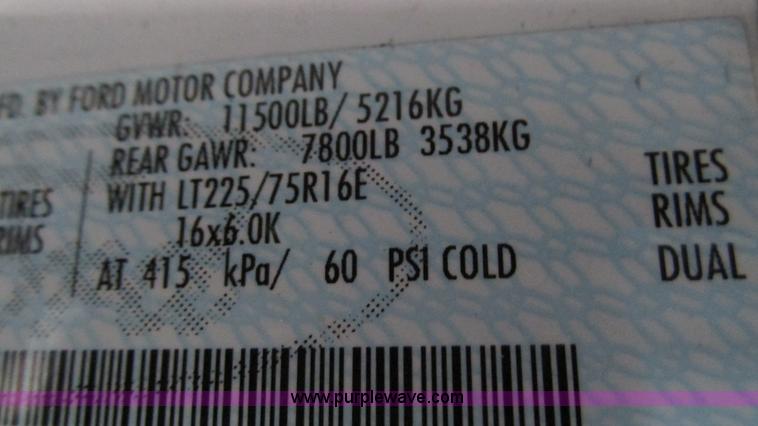 FD. BY FORD MOTOR COMPANY
GVWR: 11500LB/ 5216KG
REAR GAWR: 7800LB 3538KG
TIRES WITH LT225/75R16E TIRES
RIMS 16x6.0K RIMS
AT 415 kPa/ 60 PSI COLD DUAL
www.purplewave.com